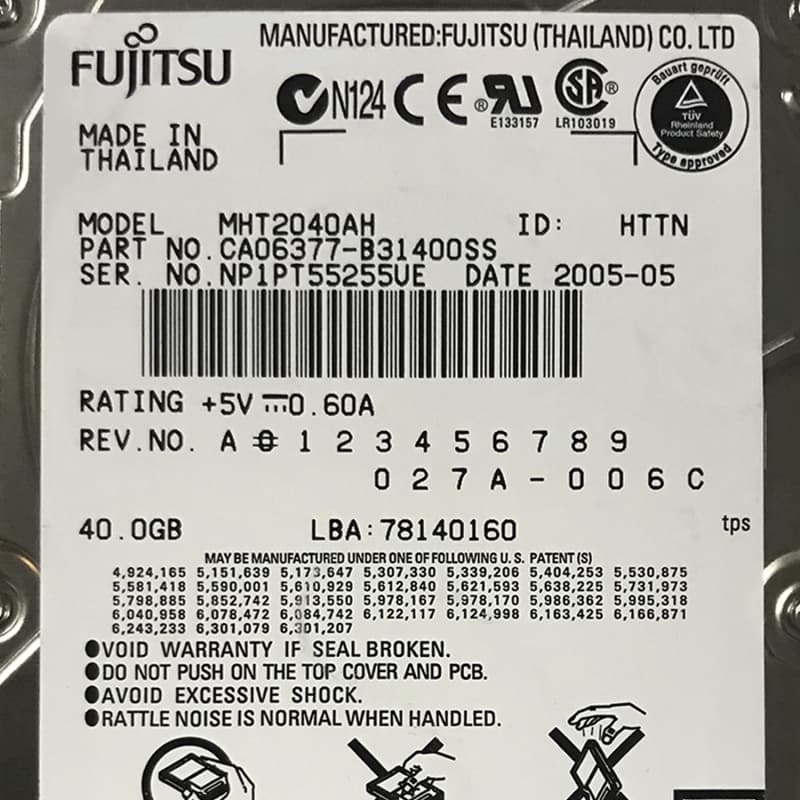 FUJITSU
MANUFACTURED:FUJITSU (THAILAND) CO. LTD
N124 CE ® RU ® SA ®
E133157 LR103019
Bauart geprüft
TÜV
Rheinland
Product Safety
Type approved
MADE IN
THAILAND
MODEL MHT2040AH ID: HTTN
PART NO.CA06377-B31400SS
SER. NO.NP1PT55255UE DATE 2005-05
RATING +5V⎓0.60A
REV.NO. A 0 1 2 3 4 5 6 7 8 9
0 2 7 A - 0 0 6 C
40.0GB LBA:78140160 tps
MAY BE MANUFACTURED UNDER ONE OF FOLLOWING U. S. PATENT (S)
4,924,165 5,151,639 5,173,647 5,307,330 5,339,206 5,404,253 5,530,875
5,581,418 5,590,001 5,610,929 5,612,840 5,621,593 5,638,225 5,731,973
5,798,885 5,852,742 5,913,550 5,978,167 5,978,170 5,986,362 5,995,318
6,040,958 6,078,472 6,084,742 6,122,117 6,124,998 6,163,425 6,166,871
6,243,233 6,301,079 6,301,207
●VOID WARRANTY IF SEAL BROKEN.
●DO NOT PUSH ON THE TOP COVER AND PCB.
●AVOID EXCESSIVE SHOCK.
●RATTLE NOISE IS NORMAL WHEN HANDLED.